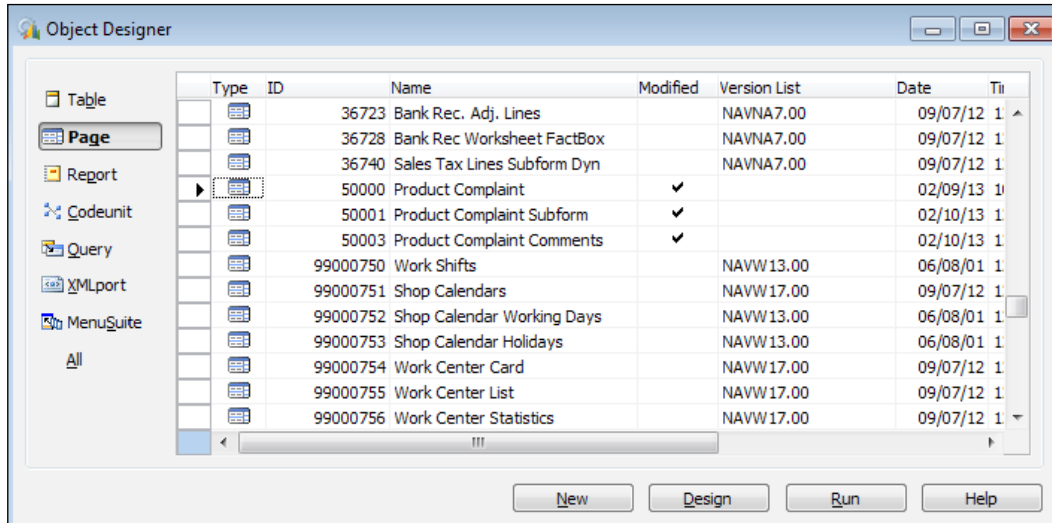 Object Designer
Table
Page
Report
Codeunit
Query
XMLport
MenuSuite
All
Type ID Name Modified Version List Date
36723 Bank Rec. Adj. Lines NAVNA7.00 09/07/12
36728 Bank Rec Worksheet FactBox NAVNA7.00 09/07/12
36740 Sales Tax Lines Subform Dyn NAVNA7.00 09/07/12
50000 Product Complaint 02/09/13
50001 Product Complaint Subform 02/10/13
50003 Product Complaint Comments 02/10/13
99000750 Work Shifts NAVW13.00 06/08/01
99000751 Shop Calendars NAVW17.00 09/07/12
99000752 Shop Calendar Working Days NAVW13.00 06/08/01
99000753 Shop Calendar Holidays NAVW13.00 06/08/01
99000754 Work Center Card NAVW17.00 09/07/12
99000755 Work Center List NAVW17.00 09/07/12
99000756 Work Center Statistics NAVW17.00 09/07/12
New Design Run Help